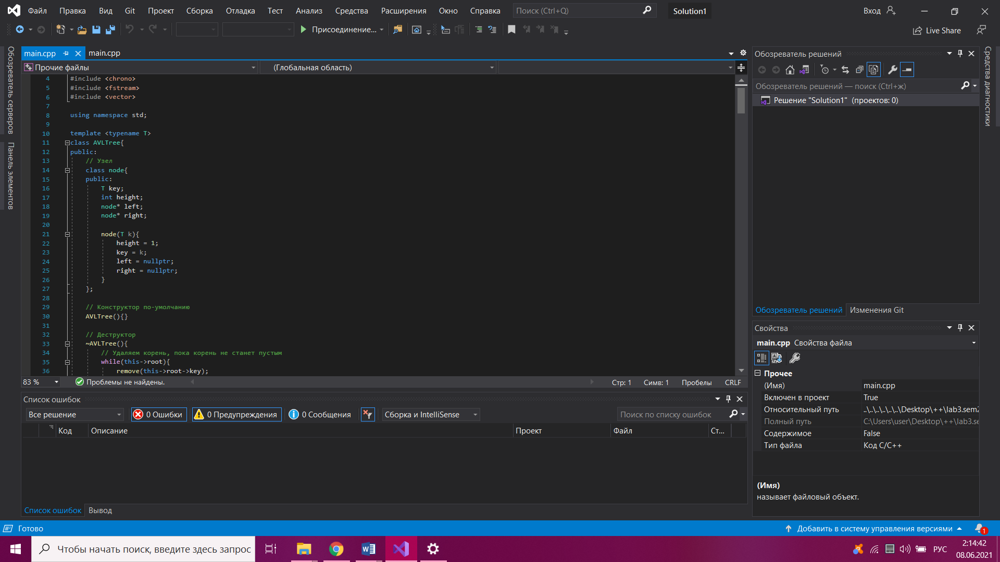 Файл Правка Вид Git Проект Сборка Отладка Тест Анализ Средства Расширения Окно Справка Поиск (Ctrl+Q) Solution1 Вход
Присоединение... Live Share
Обозреватель серверов
Панель элементов
main.cpp main.cpp
Прочие файлы (Глобальная область)
4 #include <chrono>
5 #include <fstream>
6 #include <vector>
7
8 using namespace std;
9
10 template <typename T>
11 class AVLTree{
12 public:
13 // Узел
14 class node{
15 public:
16 T key;
17 int height;
18 node* left;
19 node* right;
20
21 node(T k){
22 height = 1;
23 key = k;
24 left = nullptr;
25 right = nullptr;
26 }
27 };
28
29 // Конструктор по-умолчанию
30 AVLTree(){}
31
32 // Деструктор
33 ~AVLTree(){
34 // Удаляем корень, пока корень не станет пустым
35 while(this->root){
36 remove(this->root->key);
83 % Проблемы не найдены. Стр: 1 Симв: 1 Пробелы CRLF
Список ошибок
Все решение 0 Ошибки 0 Предупреждения 0 Сообщения Сборка и IntelliSense Поиск по списку ошибок
Код Описание Проект Файл Ст...
Список ошибок Вывод
Обозреватель решений
Обозреватель решений — поиск (Ctrl+ж)
Решение "Solution1" (проектов: 0)
Обозреватель решений Изменения Git
Свойства
main.cpp Свойства файла
Прочее
(Имя) main.cpp
Включен в проект True
Относительный путь ..\..\..\..\..\..\Desktop\++\lab3.sem2
Полный путь C:\Users\user\Desktop\++\lab3.se
Содержимое False
Тип файла Код C/C++
(Имя)
называет файловый объект.
Средства диагностики
Готово Добавить в систему управления версиями 1
Чтобы начать поиск, введите здесь запрос РУС 2:14:42
08.06.2021